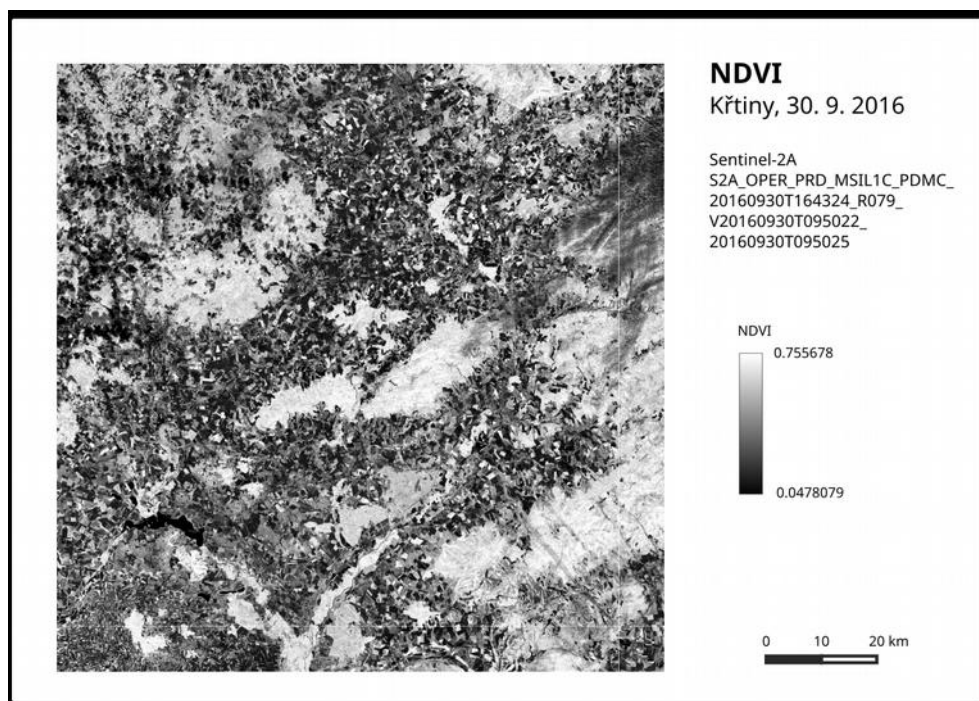 NDVI
Křtiny, 30. 9. 2016
Sentinel-2A
S2A_OPER_PRD_MSIL1C_PDMC_
20160930T164324_R079_
V20160930T095022_
20160930T095025
NDVI
0.755678
0.0478079
0 10 20 km